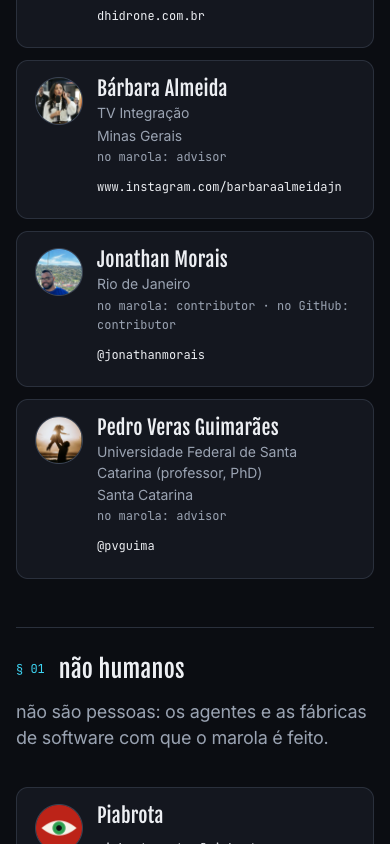 dhidrone.com.br
Bárbara Almeida
TV Integração
Minas Gerais
no marola: advisor
www.instagram.com/barbaraalmeidajn
Jonathan Morais
Rio de Janeiro
no marola: contributor · no GitHub:
contributor
@jonathanmorais
Pedro Veras Guimarães
Universidade Federal de Santa
Catarina (professor, PhD)
Santa Catarina
no marola: advisor
@pvguima
§ 01 não humanos
não são pessoas: os agentes e as fábricas
de software com que o marola é feito.
Piabrota